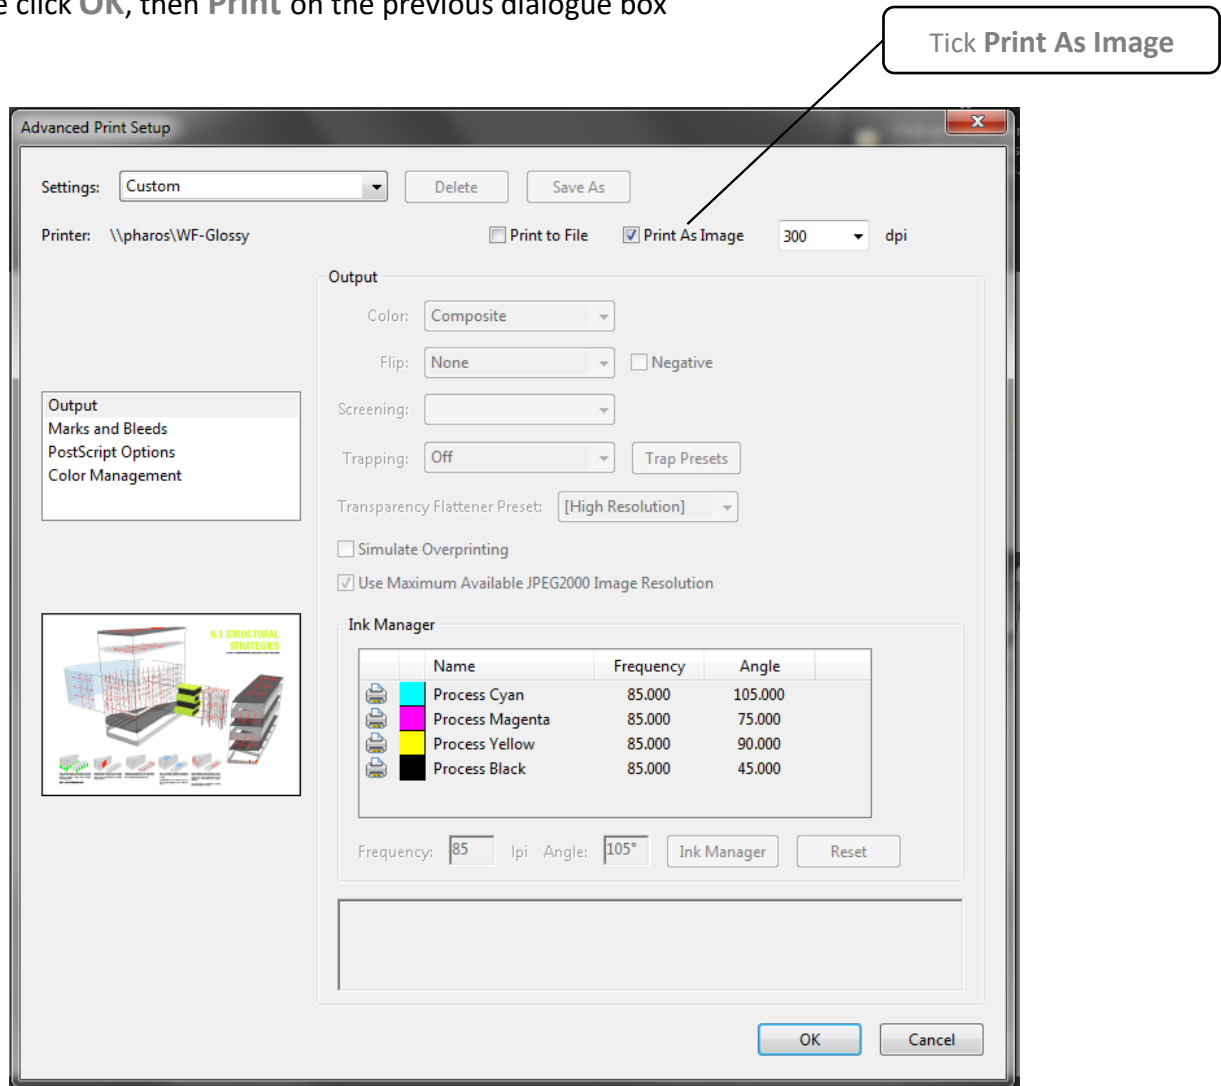 e click OK, then Print on the previous dialogue box
Tick Print As Image
Advanced Print Setup
Settings: Custom Delete Save As
Printer: \\pharos\WF-Glossy Print to File Print As Image 300 dpi
Output
Color: Composite
Flip: None Negative
Output
Marks and Bleeds
PostScript Options
Color Management
Screening:
Trapping: Off Trap Presets
Transparency Flattener Preset: [High Resolution]
Simulate Overprinting
Use Maximum Available JPEG2000 Image Resolution
6.1 STRUCTURAL
STRATEGIES
Ink Manager
Name Frequency Angle
Process Cyan 85.000 105.000
Process Magenta 85.000 75.000
Process Yellow 85.000 90.000
Process Black 85.000 45.000
Frequency: 85 lpi Angle: 105° Ink Manager Reset
OK Cancel